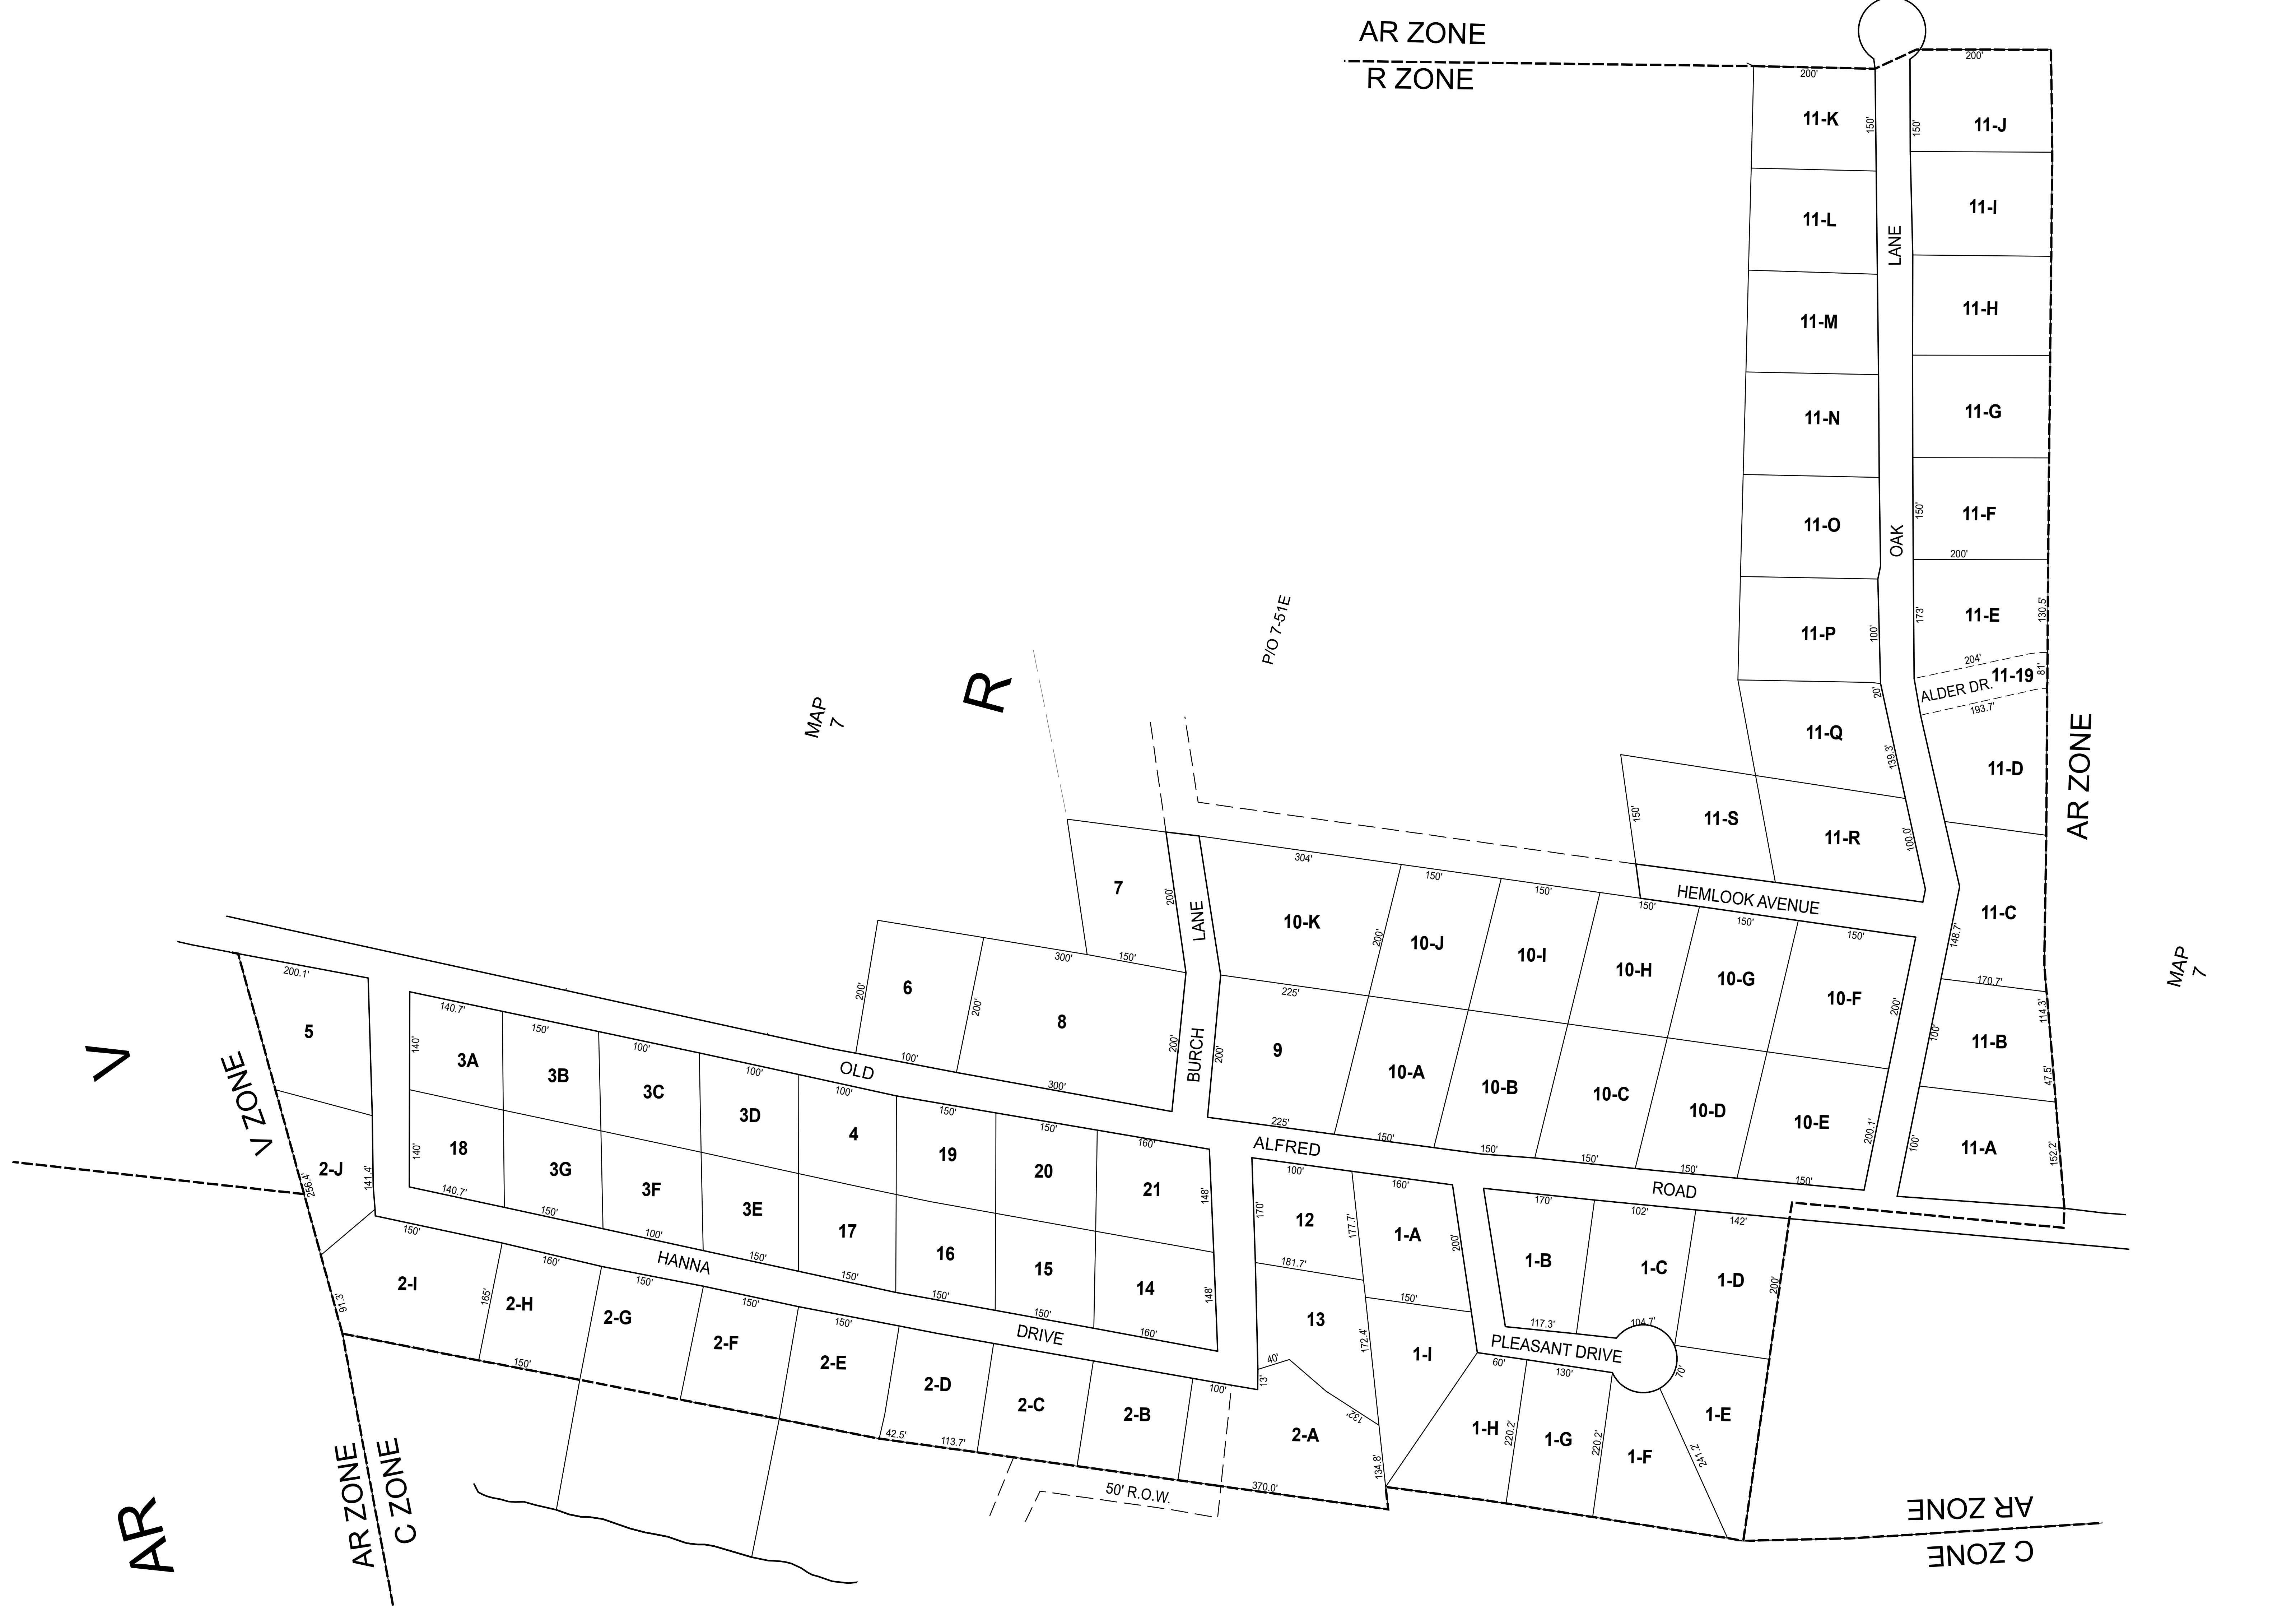 AR ZONE
R ZONE
200'
200'
11-K
150'
150'
11-J
11-L
LANE
11-I
11-M
11-H
11-N
11-G
11-O
OAK
150'
11-F
200'
11-P
100'
173'
11-E
130.5'
204'
11-19
81'
ALDER DR.
20'
193.7'
11-Q
139.3'
11-D
AR ZONE
P/O 7-51E
R
MAP
7
150'
11-S
11-R
100.0'
HEMLOOK AVENUE
11-C
148.7'
MAP
7
170.7'
114.3'
100'
11-B
47.5'
100'
11-A
152.2'
7
200'
LANE
150'
304'
10-K
200'
150'
10-J
150'
10-I
150'
10-H
150'
10-G
150'
10-F
200'
6
200'
300'
200'
8
200'
BURCH
200'
225'
9
10-A
10-B
10-C
10-D
10-E
200.1'
100'
300'
225'
150'
150'
150'
150'
150'
OLD
ALFRED
ROAD
V
V ZONE
200.1'
5
2-J
256.4'
141.4'
140.7'
150'
100'
100'
100'
150'
150'
160'
140'
3A
3B
3C
3D
4
19
20
21
148'
140'
18
3G
3F
3E
17
16
15
14
148'
140.7'
150'
100'
150'
150'
150'
150'
160'
HANNA
DRIVE
150'
160'
150'
150'
150'
100'
91.3'
2-I
165'
2-H
2-G
2-F
2-E
2-D
2-C
2-B
2-A
150'
42.5'
113.7'
370.0'
50' R.O.W.
100'
170'
12
177.7'
181.7'
13
172.4'
40'
13'
132'
134.8'
160'
1-A
200'
150'
1-I
170'
102'
142'
1-B
1-C
1-D
200'
117.3'
104.7'
PLEASANT DRIVE
60'
130'
70'
1-H
220.2'
1-G
220.2'
1-F
241.2'
1-E
AR
AR ZONE
C ZONE
AR ZONE
C ZONE